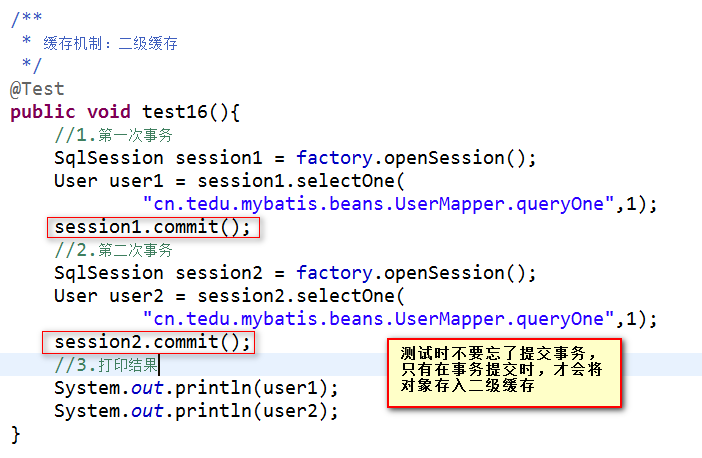 /**
* 缓存机制：二级缓存
*/
@Test
public void test16(){
//1.第一次事务
SqlSession session1 = factory.openSession();
User user1 = session1.selectOne(
"cn.tedu.mybatis.beans.UserMapper.queryOne",1);
session1.commit();
//2.第二次事务
SqlSession session2 = factory.openSession();
User user2 = session2.selectOne(
"cn.tedu.mybatis.beans.UserMapper.queryOne",1);
session2.commit();
//3.打印结果
System.out.println(user1);
System.out.println(user2);
}
测试时不要忘了提交事务，
只有在事务提交时，才会将
对象存入二级缓存